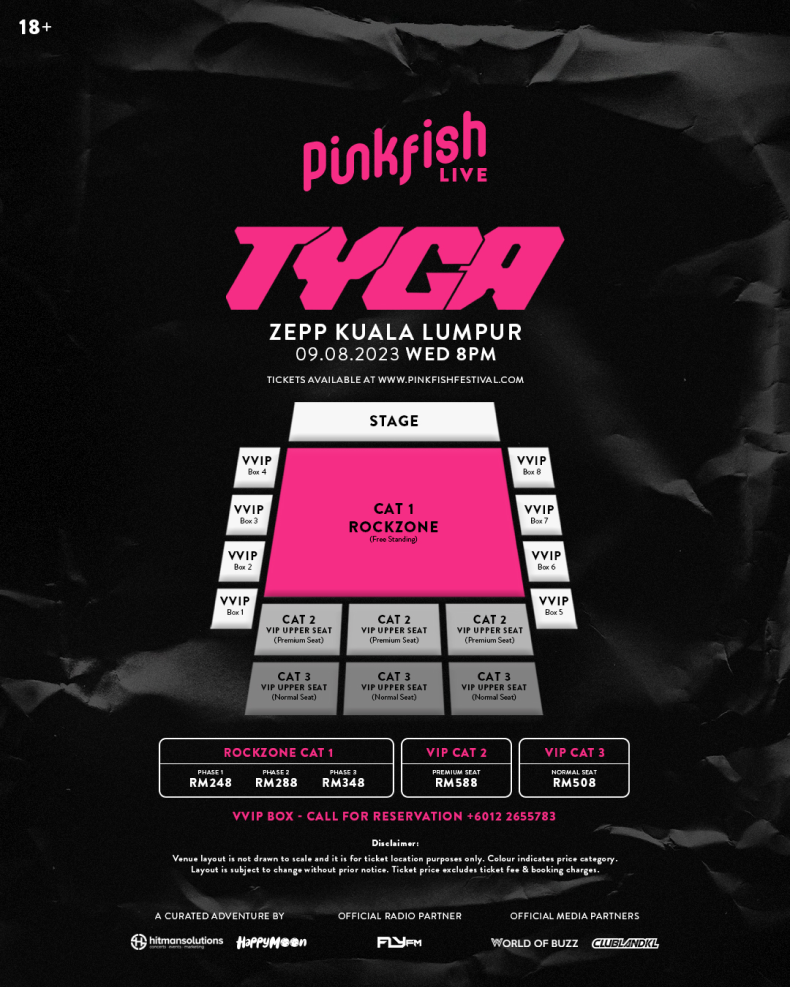 18+
pinkfish
LIVE
TYGA
ZEPP KUALA LUMPUR
09.08.2023 WED 8PM
TICKETS AVAILABLE AT WWW.PINKFISHFESTIVAL.COM
STAGE
VVIP
Box 4
VVIP
Box 3
VVIP
Box 2
VVIP
Box 1
CAT 1
ROCKZONE
(Free Standing)
VVIP
Box 8
VVIP
Box 7
VVIP
Box 6
VVIP
Box 5
CAT 2
VIP UPPER SEAT
(Premium Seat)
CAT 2
VIP UPPER SEAT
(Premium Seat)
CAT 2
VIP UPPER SEAT
(Premium Seat)
CAT 3
VIP UPPER SEAT
(Normal Seat)
CAT 3
VIP UPPER SEAT
(Normal Seat)
CAT 3
VIP UPPER SEAT
(Normal Seat)
ROCKZONE CAT 1
PHASE 1 PHASE 2 PHASE 3
RM248 RM288 RM348
VIP CAT 2
PREMIUM SEAT
RM588
VIP CAT 3
NORMAL SEAT
RM508
VVIP BOX - CALL FOR RESERVATION +6012 2655783
Disclaimer:
Venue layout is not drawn to scale and it is for ticket location purposes only. Colour indicates price category.
Layout is subject to change without prior notice. Ticket price excludes ticket fee & booking charges.
A CURATED ADVENTURE BY
hitmansolutions
concerts events marketing
HAPPYMOON
OFFICIAL RADIO PARTNER
FLYFM
OFFICIAL MEDIA PARTNERS
WORLD OF BUZZ
CLUBLANDKL